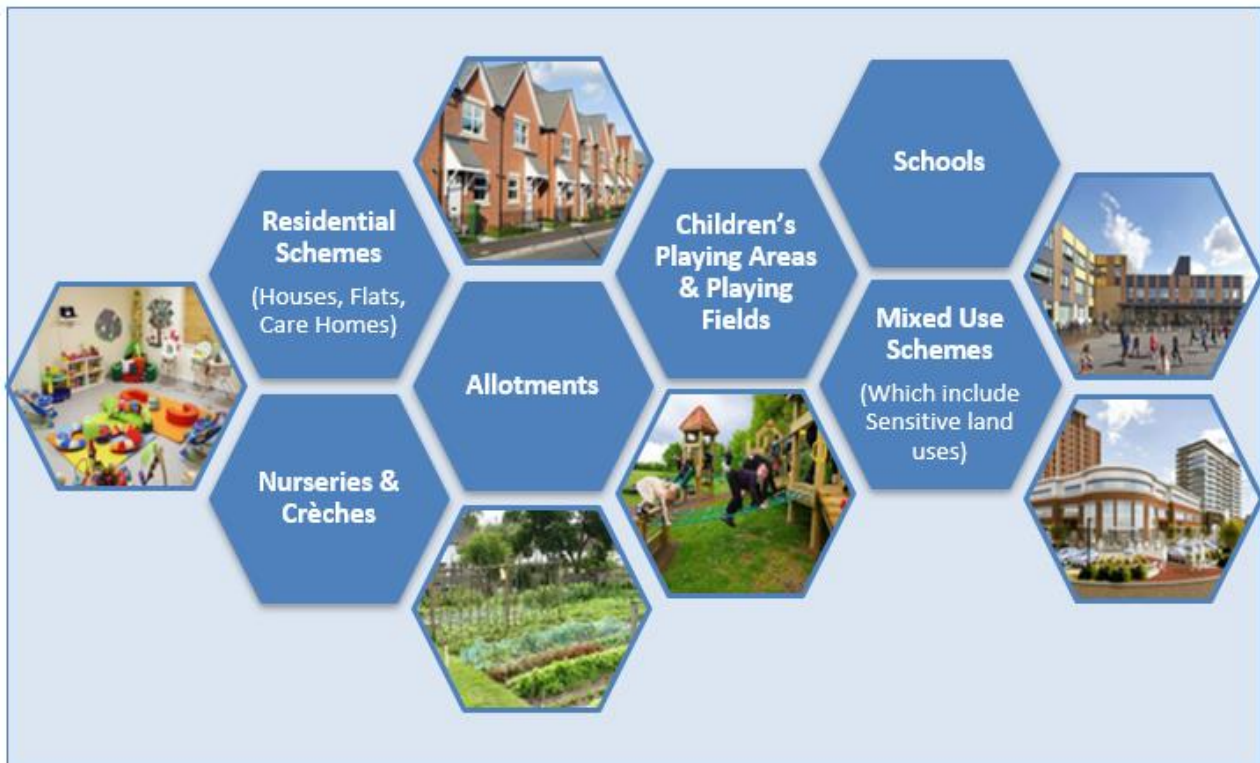 Residential
Schemes
(Houses, Flats,
Care Homes)
Nurseries &
Crèches
Allotments
Children's
Playing Areas
& Playing
Fields
Schools
Mixed Use
Schemes
(Which include
Sensitive land
uses)